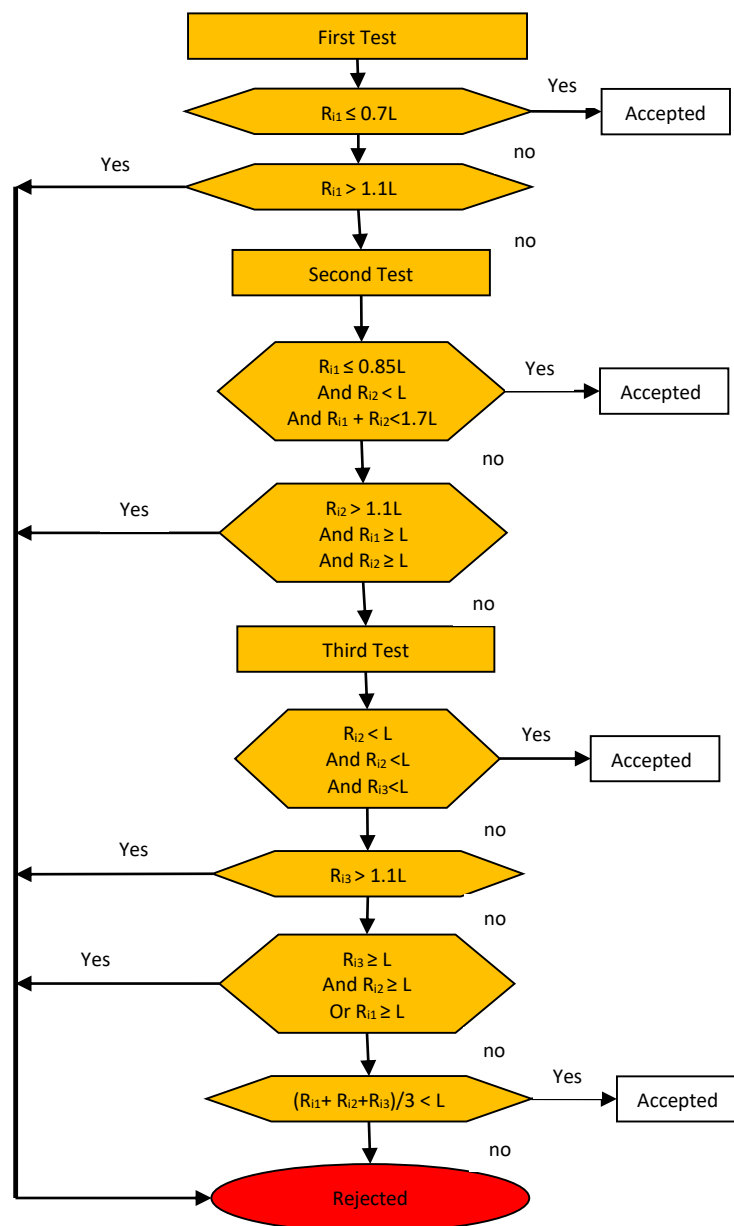 First Test
Yes
Rᵢ₁ ≤ 0.7L
Accepted
no
Yes
Rᵢ₁ > 1.1L
no
Second Test
Rᵢ₁ ≤ 0.85L
And Rᵢ₂ < L
And Rᵢ₁ + Rᵢ₂<1.7L
Yes
Accepted
no
Yes
Rᵢ₂ > 1.1L
And Rᵢ₁ ≥ L
And Rᵢ₂ ≥ L
no
Third Test
Rᵢ₂ < L
And Rᵢ₂ <L
And Rᵢ₃<L
Yes
Accepted
no
Yes
Rᵢ₃ > 1.1L
no
Yes
Rᵢ₃ ≥ L
And Rᵢ₂ ≥ L
Or Rᵢ₁ ≥ L
no
(Rᵢ₁+ Rᵢ₂+Rᵢ₃)/3 < L
Yes
Accepted
no
Rejected